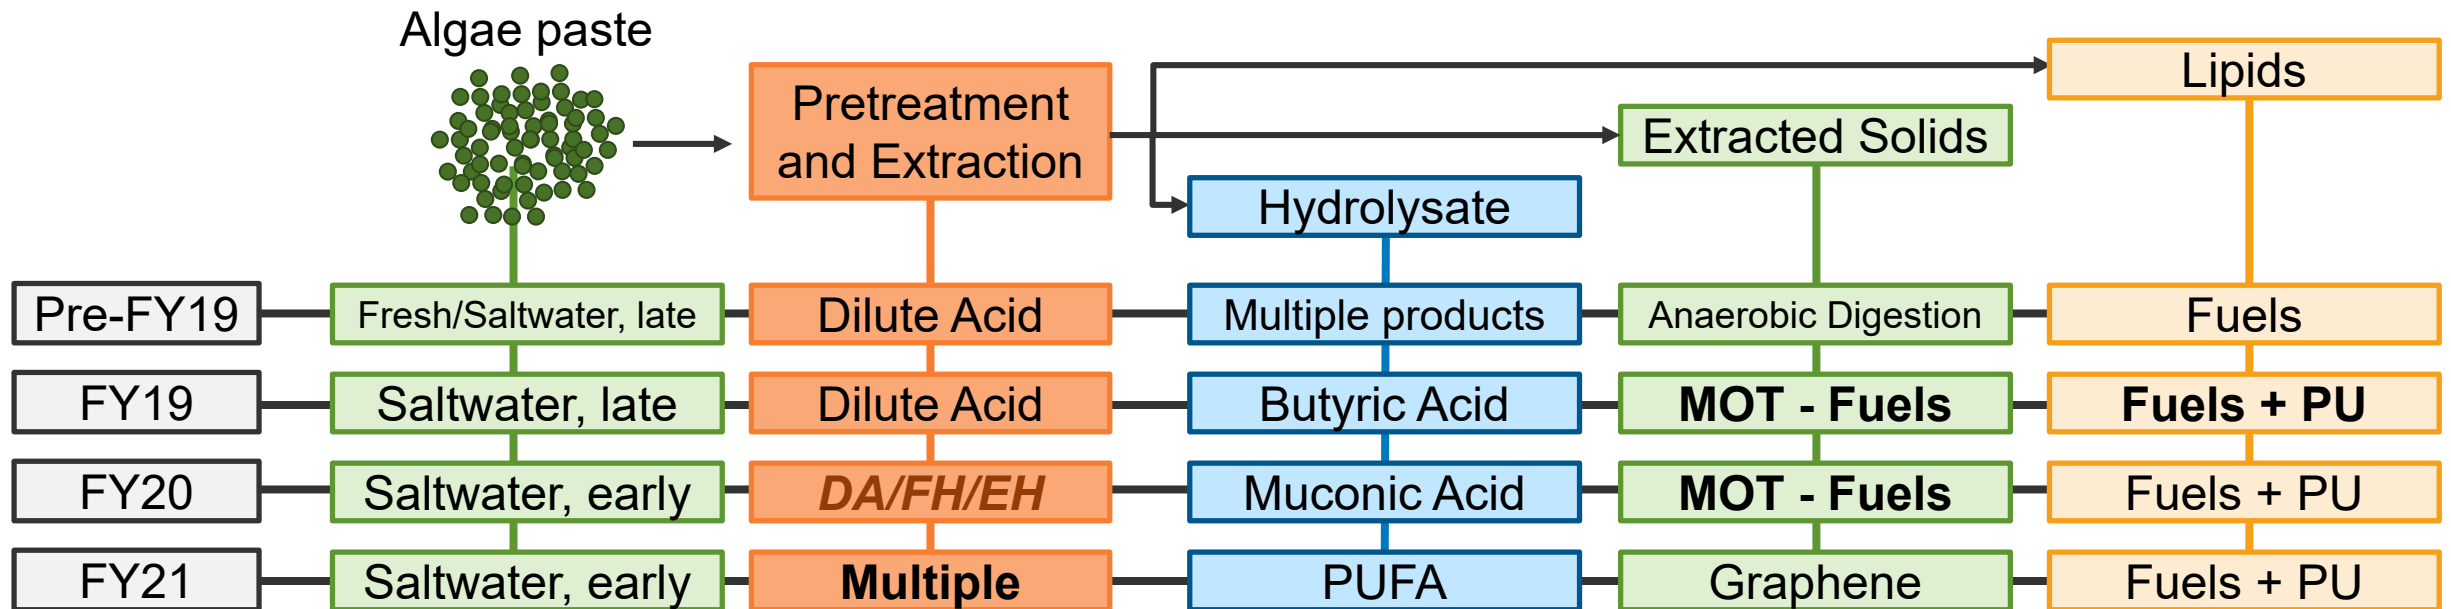 Algae paste
Pretreatment
and Extraction
Lipids
Extracted Solids
Hydrolysate
Pre-FY19
Fresh/Saltwater, late
Dilute Acid
Multiple products
Anaerobic Digestion
Fuels
FY19
Saltwater, late
Dilute Acid
Butyric Acid
MOT - Fuels
Fuels + PU
FY20
Saltwater, early
DA/FH/EH
Muconic Acid
MOT - Fuels
Fuels + PU
FY21
Saltwater, early
Multiple
PUFA
Graphene
Fuels + PU